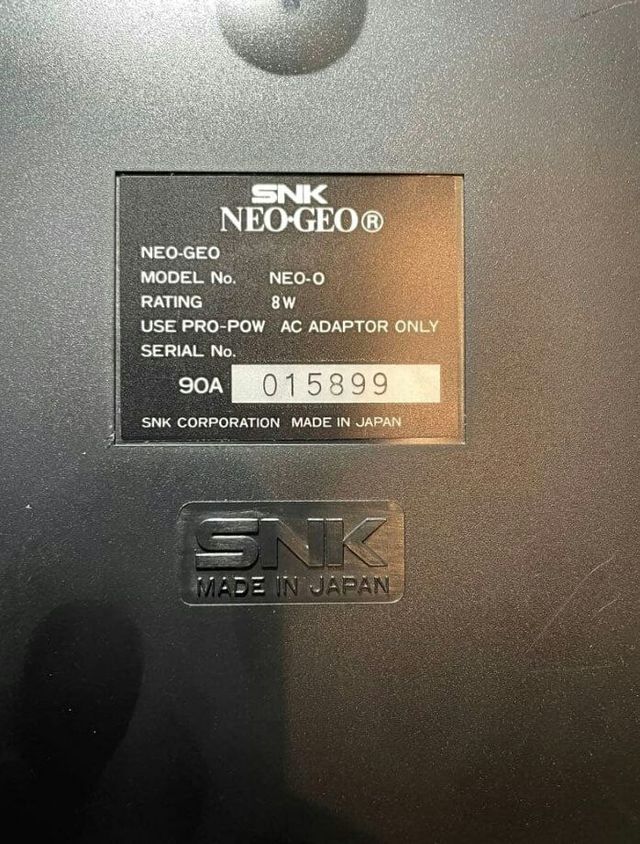 SNK
NEO·GEO®
NEO-GEO
MODEL No. NEO-O
RATING 8W
USE PRO-POW AC ADAPTOR ONLY
SERIAL No.
90A 015899
SNK CORPORATION MADE IN JAPAN
SNK
MADE IN JAPAN